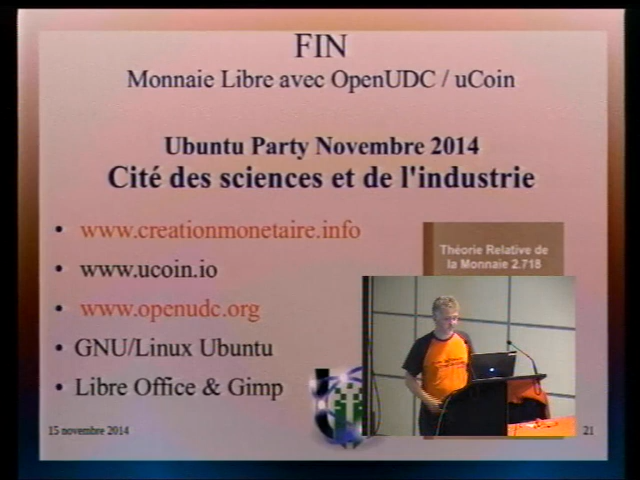 FIN
Monnaie Libre avec OpenUDC / uCoin
Ubuntu Party Novembre 2014
Cité des sciences et de l'industrie
• www.creationmonetaire.info
• www.ucoin.io
• www.openudc.org
• GNU/Linux Ubuntu
• Libre Office & Gimp
Théorie Relative de
la Monnaie 2.718
15 novembre 2014
21